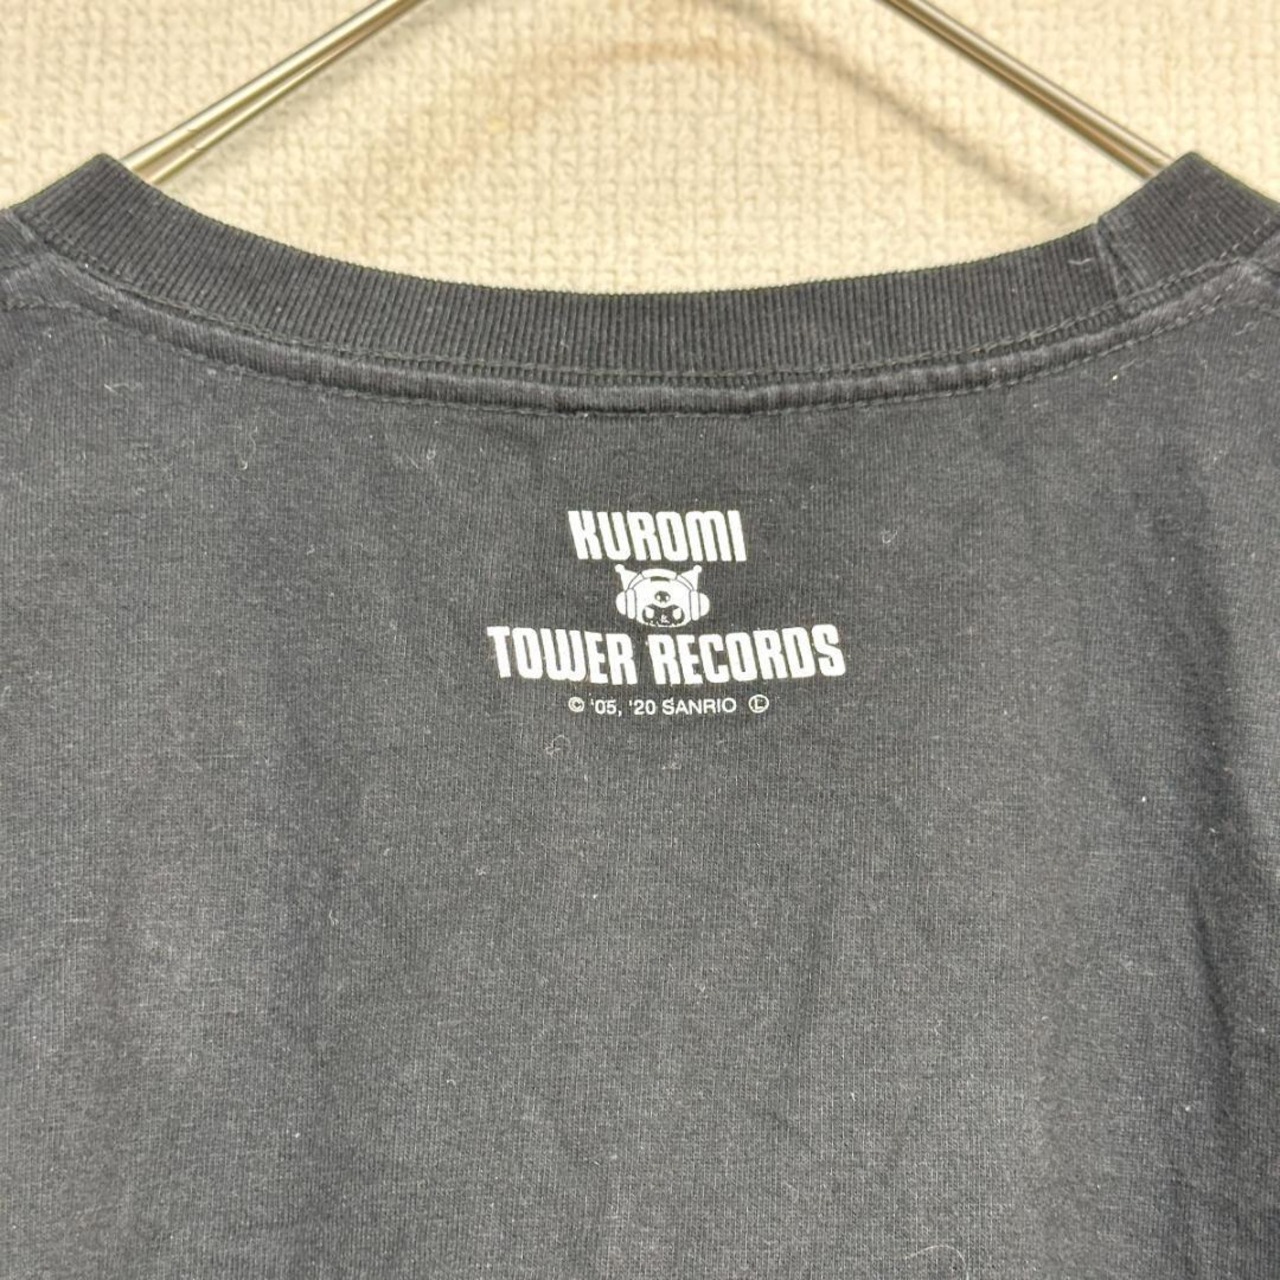 KUROMI
TOWER RECORDS
© '05, '20 SANRIO Ⓛ